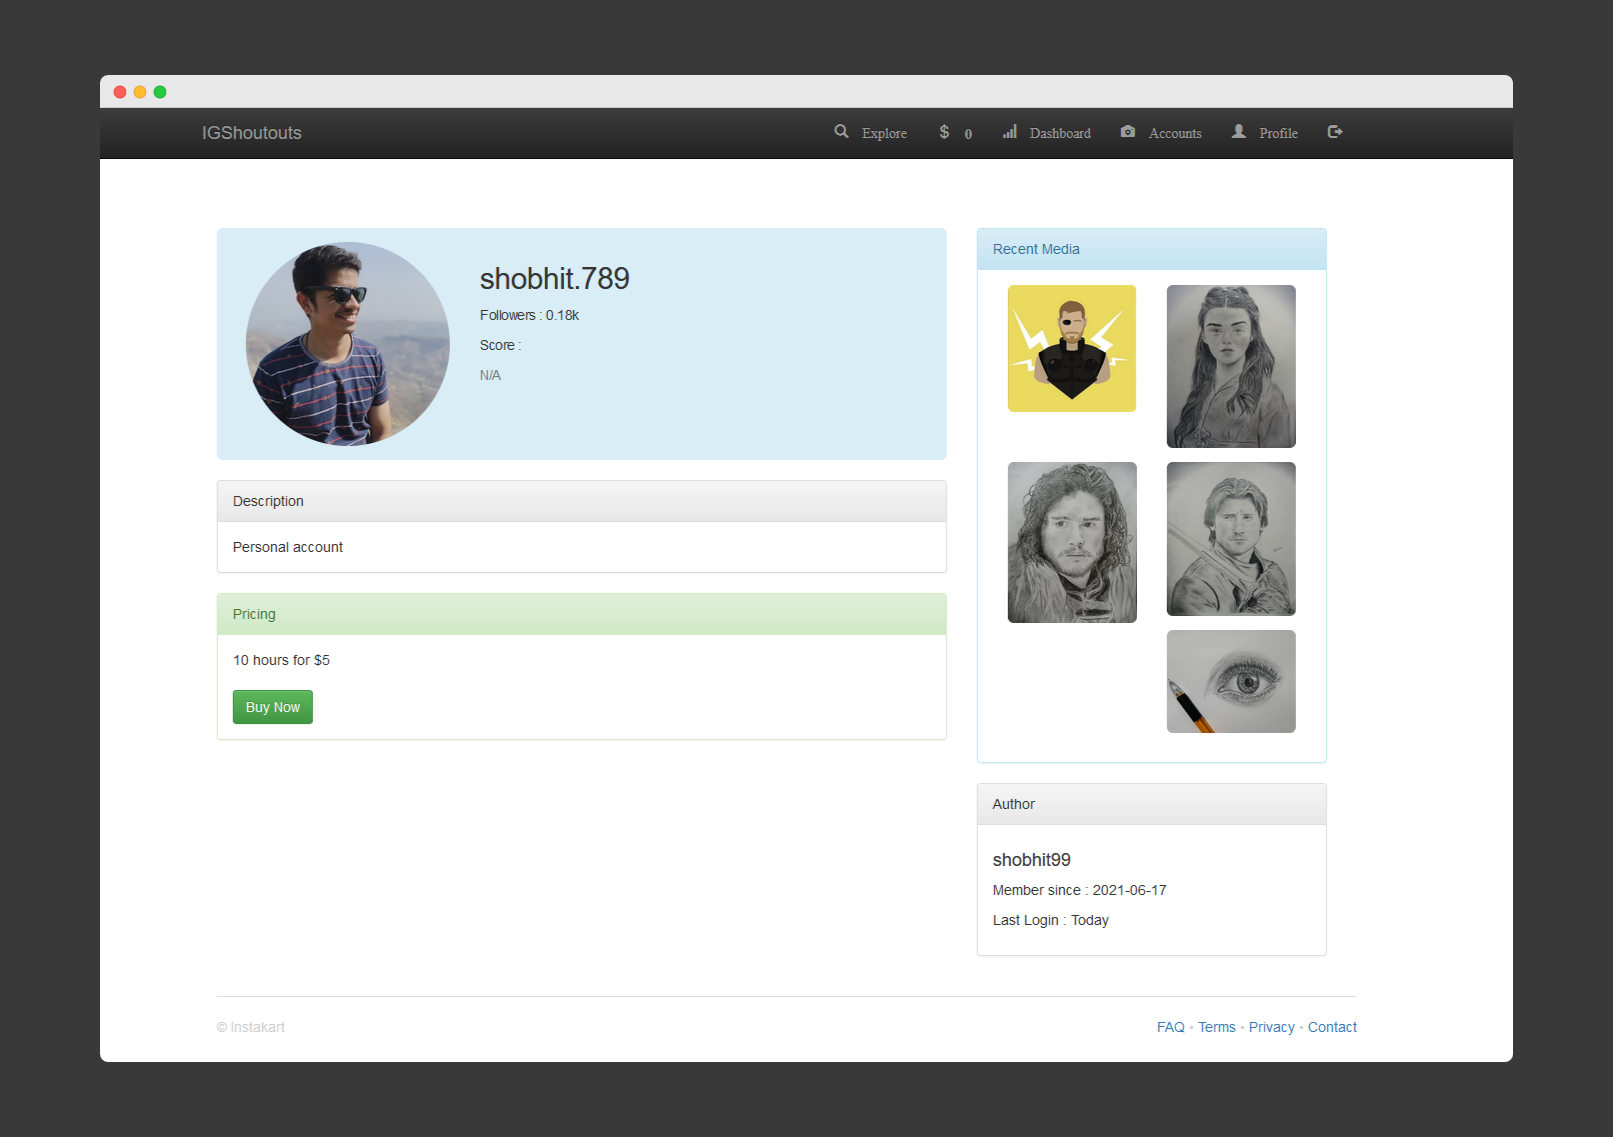 IGShoutouts
Explore
$ 0
Dashboard
Accounts
Profile
shobhit.789
Followers : 0.18k
Score :
N/A
Description
Personal account
Pricing
10 hours for $5
Buy Now
Recent Media
Author
shobhit99
Member since : 2021-06-17
Last Login : Today
© Instakart
FAQ • Terms • Privacy • Contact